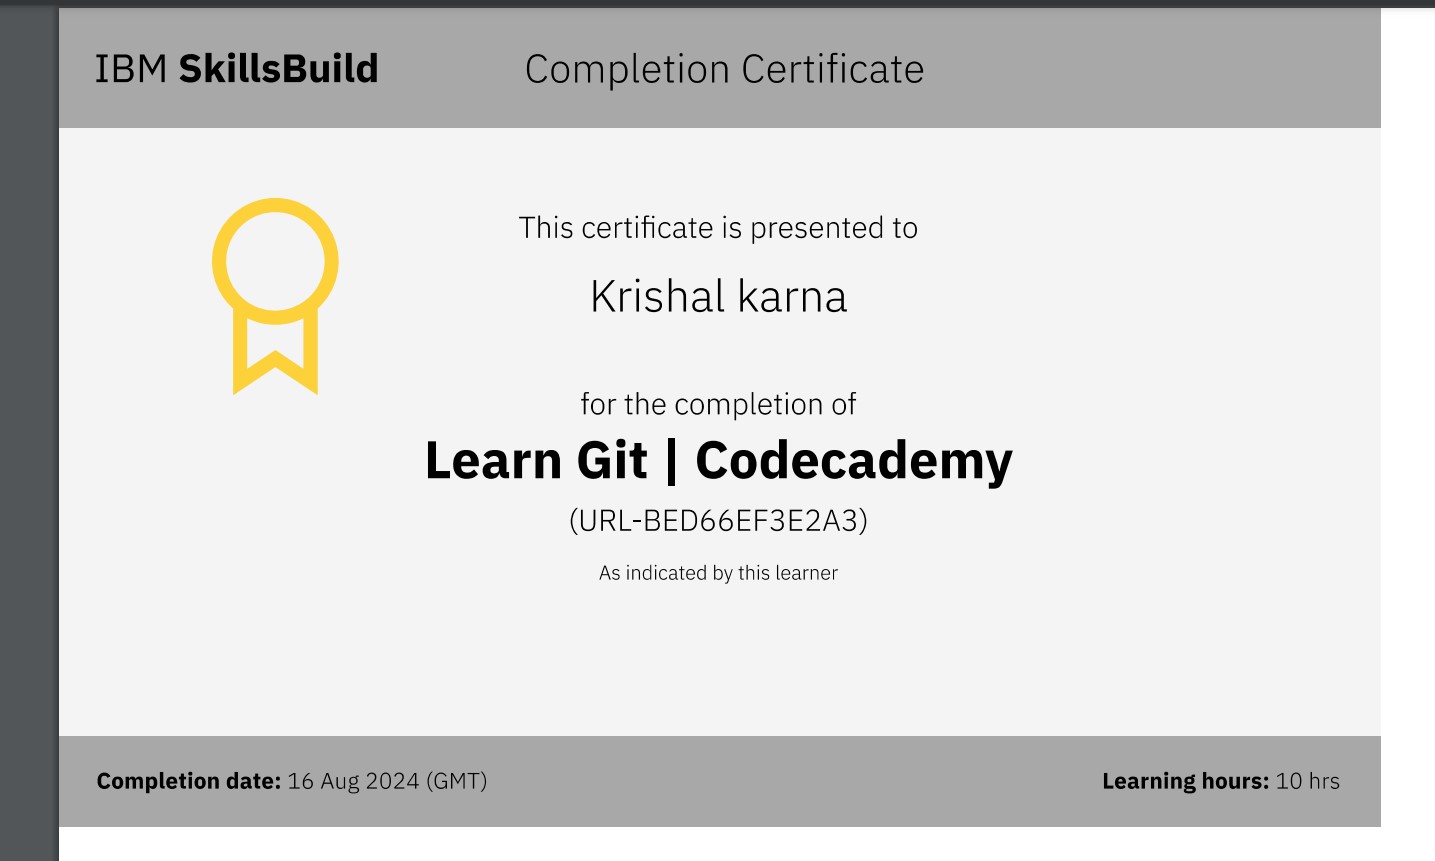 IBM SkillsBuild
Completion Certificate
This certificate is presented to
Krishal karna
for the completion of
Learn Git | Codecademy
(URL-BED66EF3E2A3)
As indicated by this learner
Completion date: 16 Aug 2024 (GMT)
Learning hours: 10 hrs